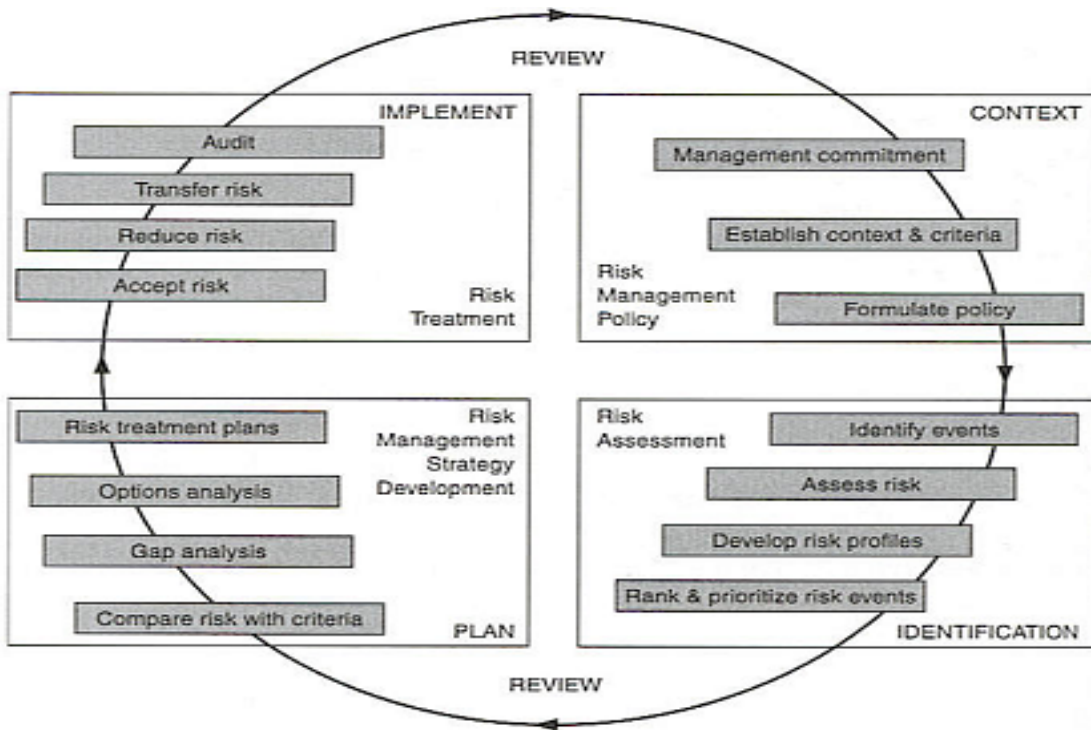 REVIEW
IMPLEMENT
Audit
Transfer risk
Reduce risk
Accept risk
Risk
Treatment
CONTEXT
Management commitment
Establish context & criteria
Risk
Management
Policy
Formulate policy
Risk treatment plans
Options analysis
Gap analysis
Compare risk with criteria
Risk
Management
Strategy
Development
PLAN
Risk
Assessment
Identify events
Assess risk
Develop risk profiles
Rank & prioritize risk events
IDENTIFICATION
REVIEW